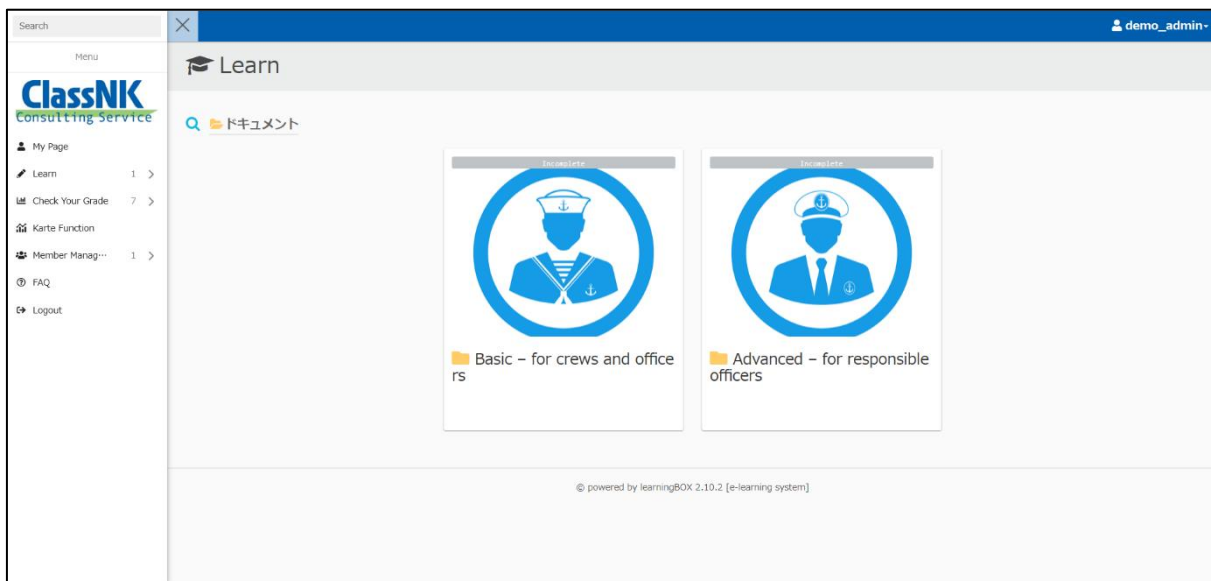 Search
demo_admin
Menu
Learn
ClassNK
Consulting Service
ドキュメント
My Page
Learn 1
Check Your Grade 7
Karte Function
Member Manag… 1
FAQ
Logout
Incomplete
Basic – for crews and office
rs
Incomplete
Advanced – for responsible
officers
© powered by learningBOX 2.10.2 [e-learning system]